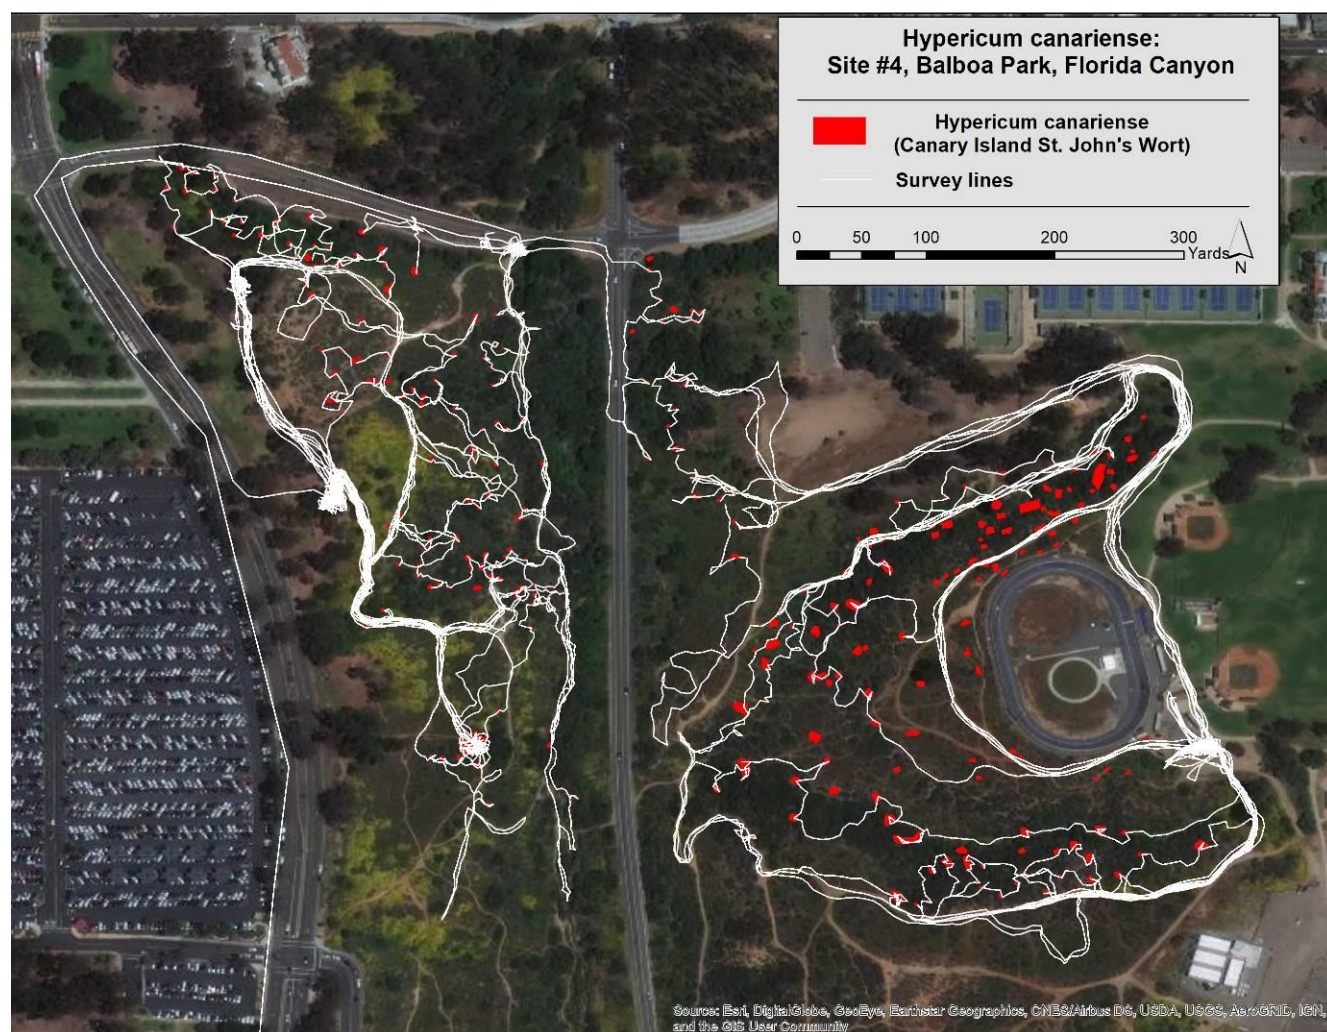 Hypericum canariense:
Site #4, Balboa Park, Florida Canyon
Hypericum canariense
(Canary Island St. John's Wort)
Survey lines
0 50 100 200 300
Yards
N
Source: Esri, DigitalGlobe, GeoEye, Earthstar Geographics, CNES/Airbus DS, USDA, USGS, AeroGRID, IGN,
and the GIS User Community